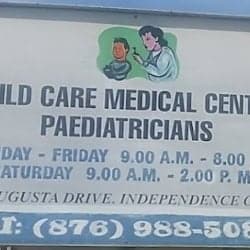 ILD CARE MEDICAL CENT
PAEDIATRICIANS
DAY - FRIDAY 9.00 A.M. - 8.00
SATURDAY 9.00 A.M. - 2.00 P. M
UGUSTA DRIVE, INDEPENDENCE C
: (876) 988-50